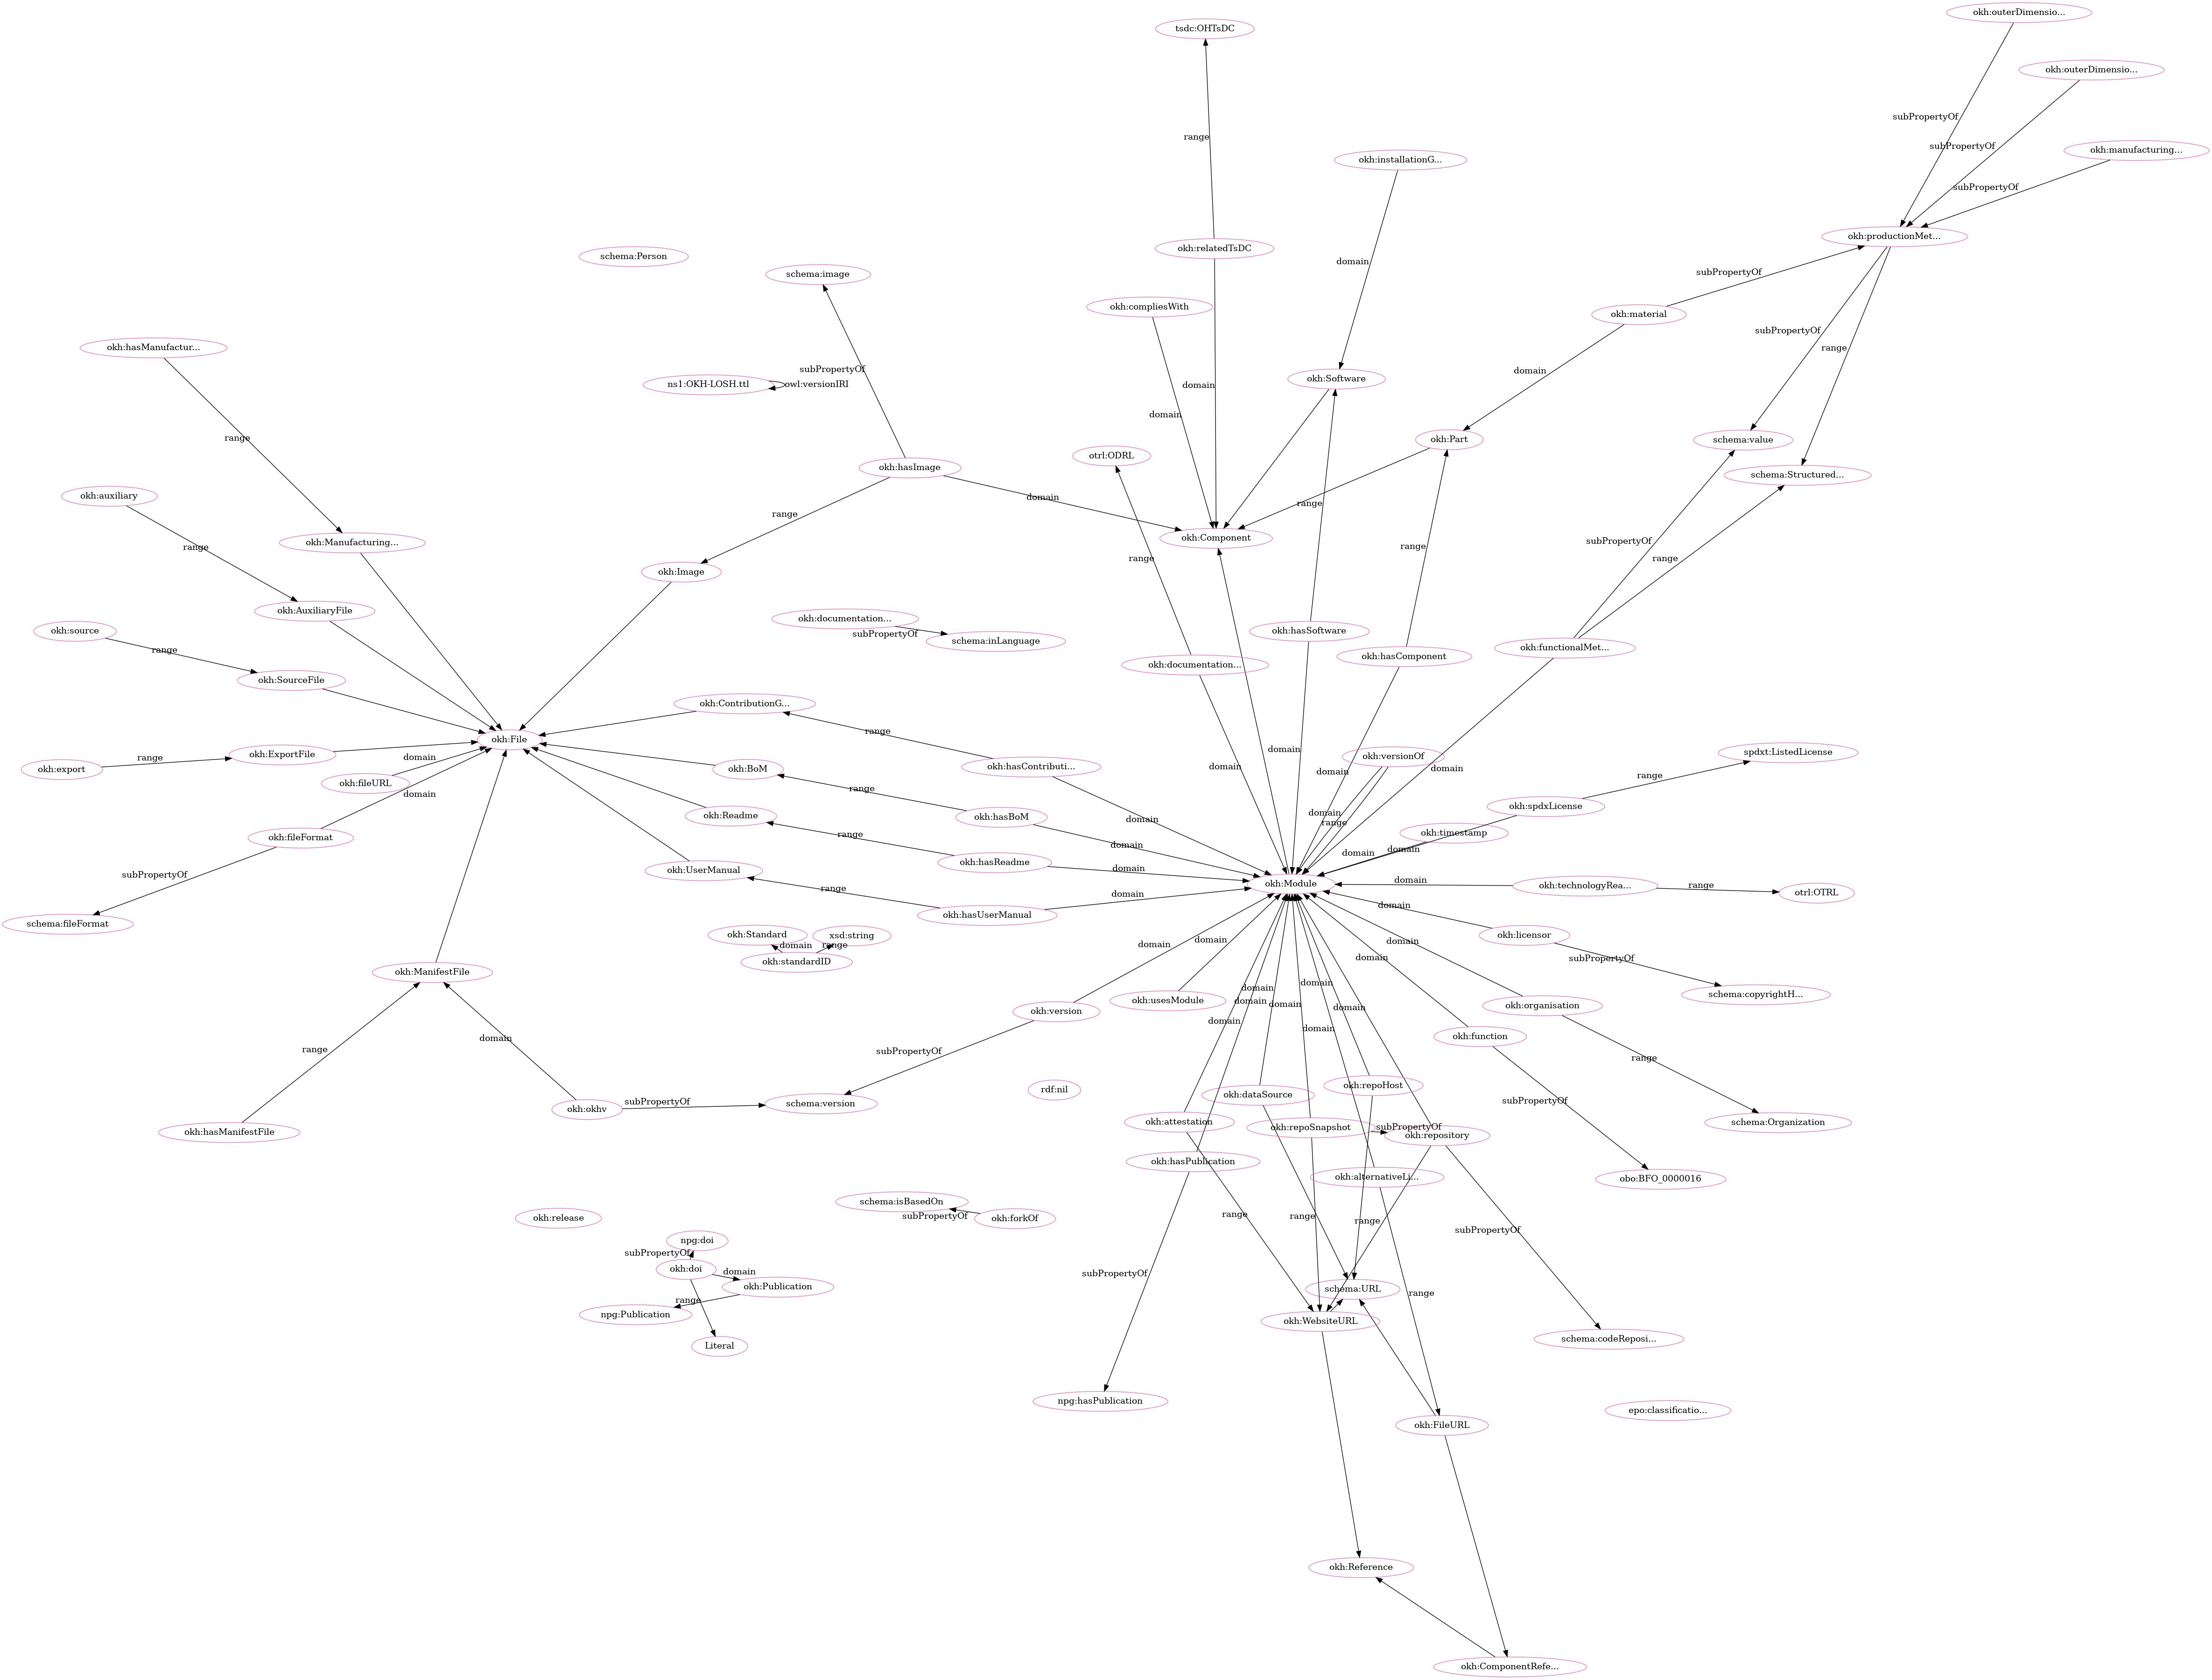 okh:outerDimensio...
tsdc:OHTsDC
okh:outerDimensio...
subPropertyOf
range
subPropertyOf
okh:manufacturing...
okh:installationG...
subPropertyOf
okh:productionMet...
okh:relatedTsDC
schema:Person
domain
schema:image
subPropertyOf
okh:compliesWith
okh:material
subPropertyOf
okh:hasManufactur...
range
subPropertyOf
domain
okh:Software
ns1:OKH-LOSH.ttl
owl:versionIRI
domain
domain
range
okh:Part
schema:value
otrl:ODRL
okh:hasImage
schema:Structured...
okh:auxiliary
domain
range
range
okh:Component
okh:Manufacturing...
range
range
subPropertyOf
range
range
okh:Image
okh:AuxiliaryFile
okh:documentation...
okh:source
subPropertyOf
schema:inLanguage
okh:hasSoftware
range
okh:functionalMet...
okh:hasComponent
okh:documentation...
okh:SourceFile
okh:ContributionG...
range
okh:File
domain
okh:versionOf
spdxt:ListedLicense
okh:ExportFile
domain
range
okh:export
okh:BoM
okh:hasContributi...
domain
domain
domain
range
okh:fileURL
range
domain
okh:spdxLicense
okh:Readme
okh:hasBoM
domain
domain
range
okh:timestamp
okh:fileFormat
range
domain
domain
domain
okh:hasReadme
domain
okh:UserManual
subPropertyOf
okh:Module
domain
okh:technologyRea...
range
otrl:OTRL
range
domain
okh:hasUserManual
domain
schema:fileFormat
okh:Standard
xsd:string
okh:licensor
domain
range
domain
domain
domain
okh:standardID
domain
subPropertyOf
okh:ManifestFile
domain
domain
schema:copyrightH...
okh:usesModule
domain
domain
domain
okh:organisation
okh:version
domain
domain
okh:function
domain
range
subPropertyOf
range
rdf:nil
okh:repoHost
okh:dataSource
subPropertyOf
schema:version
subPropertyOf
okh:okhv
okh:attestation
okh:repoSnapshot
subPropertyOf
okh:repository
schema:Organization
okh:hasManifestFile
okh:hasPublication
okh:alternativeLi...
obo:BFO_0000016
schema:isBasedOn
subPropertyOf
okh:forkOf
okh:release
range
range
range
subPropertyOf
npg:doi
subPropertyOf
okh:doi
domain
subPropertyOf
okh:Publication
schema:URL
range
range
npg:Publication
okh:WebsiteURL
schema:codeReposi...
Literal
npg:hasPublication
epo:classificatio...
okh:FileURL
okh:Reference
okh:ComponentRefe...